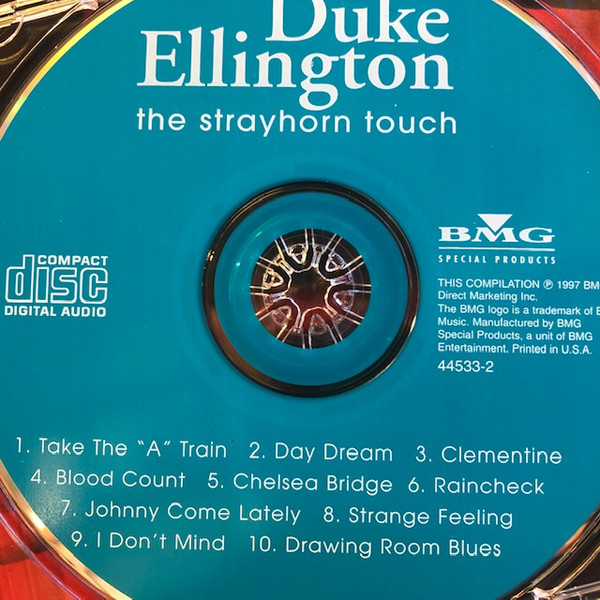 Duke
Ellington
the strayhorn touch
COMPACT
disc
DIGITAL AUDIO
BMG
SPECIAL PRODUCTS
THIS COMPILATION ℗ 1997 BM
Direct Marketing Inc.
The BMG logo is a trademark of B
Music. Manufactured by BMG
Special Products, a unit of BMG
Entertainment. Printed in U.S.A.
44533-2
1. Take The “A” Train 2. Day Dream 3. Clementine
4. Blood Count 5. Chelsea Bridge 6. Raincheck
7. Johnny Come Lately 8. Strange Feeling
9. I Don't Mind 10. Drawing Room Blues